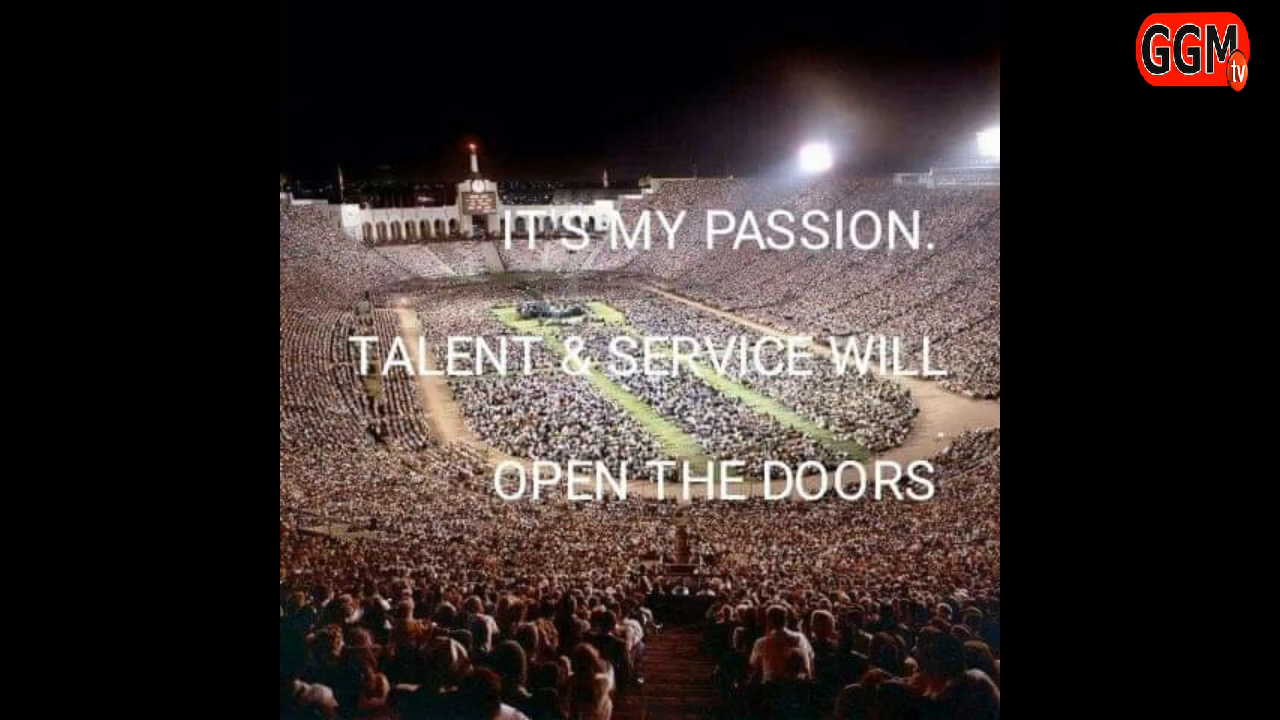 GGM
tv
IT'S MY PASSION.
TALENT & SERVICE WILL
OPEN THE DOORS